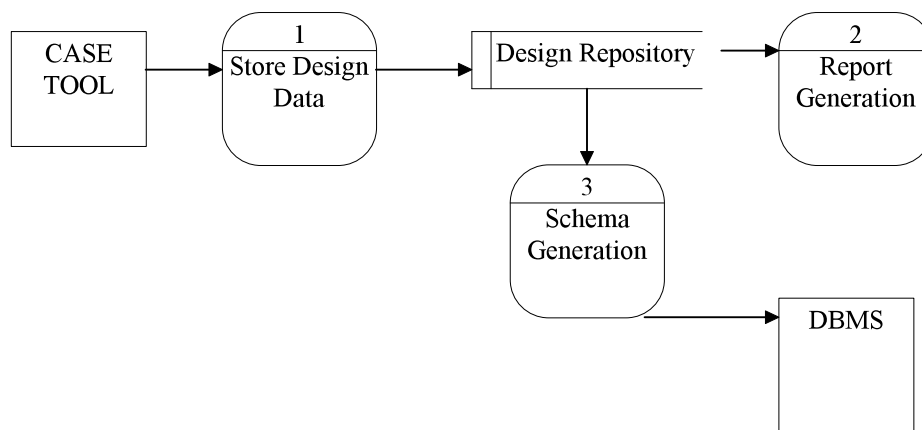 CASE
TOOL
1
Store Design
Data
Design Repository
2
Report
Generation
3
Schema
Generation
DBMS